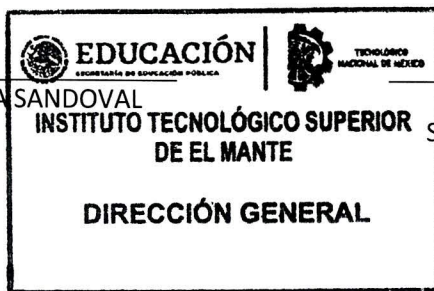 EDUCACIÓN
SECRETARÍA DE EDUCACIÓN PÚBLICA
TECNOLÓGICO
NACIONAL DE MÉXICO
A SANDOVAL
INSTITUTO TECNOLÓGICO SUPERIOR
DE EL MANTE
S
DIRECCIÓN GENERAL